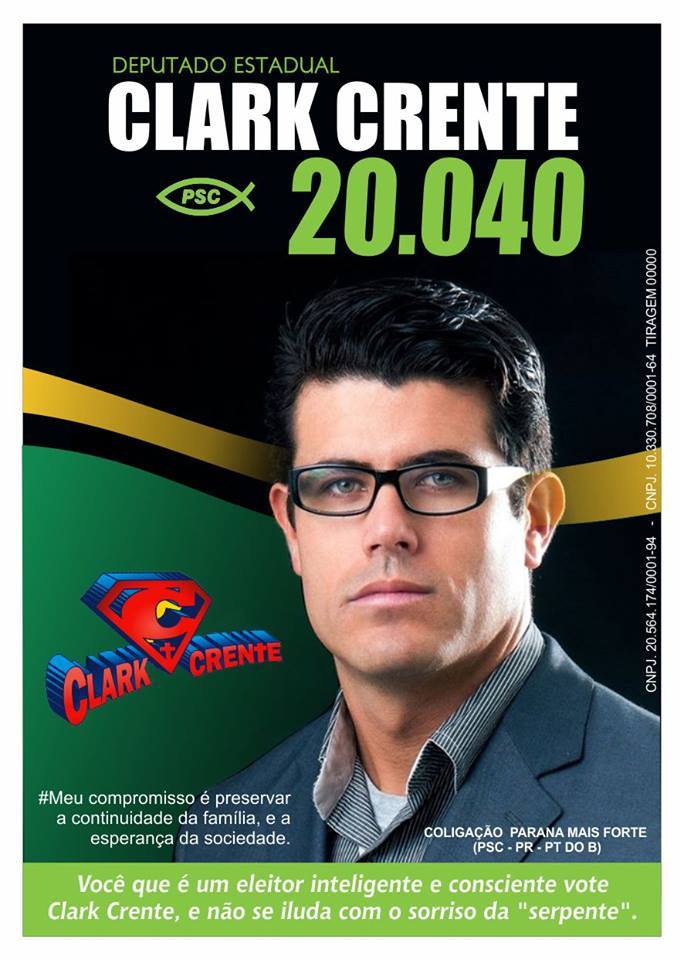 DEPUTADO ESTADUAL
CLARK CRENTE
PSC
20.040
CNPJ. 20.564.174/0001-94 - CNPJ. 10.330.708/0001-64 TIRAGEM 00000
CLARK CRENTE
#Meu compromisso é preservar
a continuidade da família, e a
esperança da sociedade.
COLIGAÇÃO PARANA MAIS FORTE
(PSC - PR - PT DO B)
Você que é um eleitor inteligente e consciente vote
Clark Crente, e não se iluda com o sorriso da "serpente".